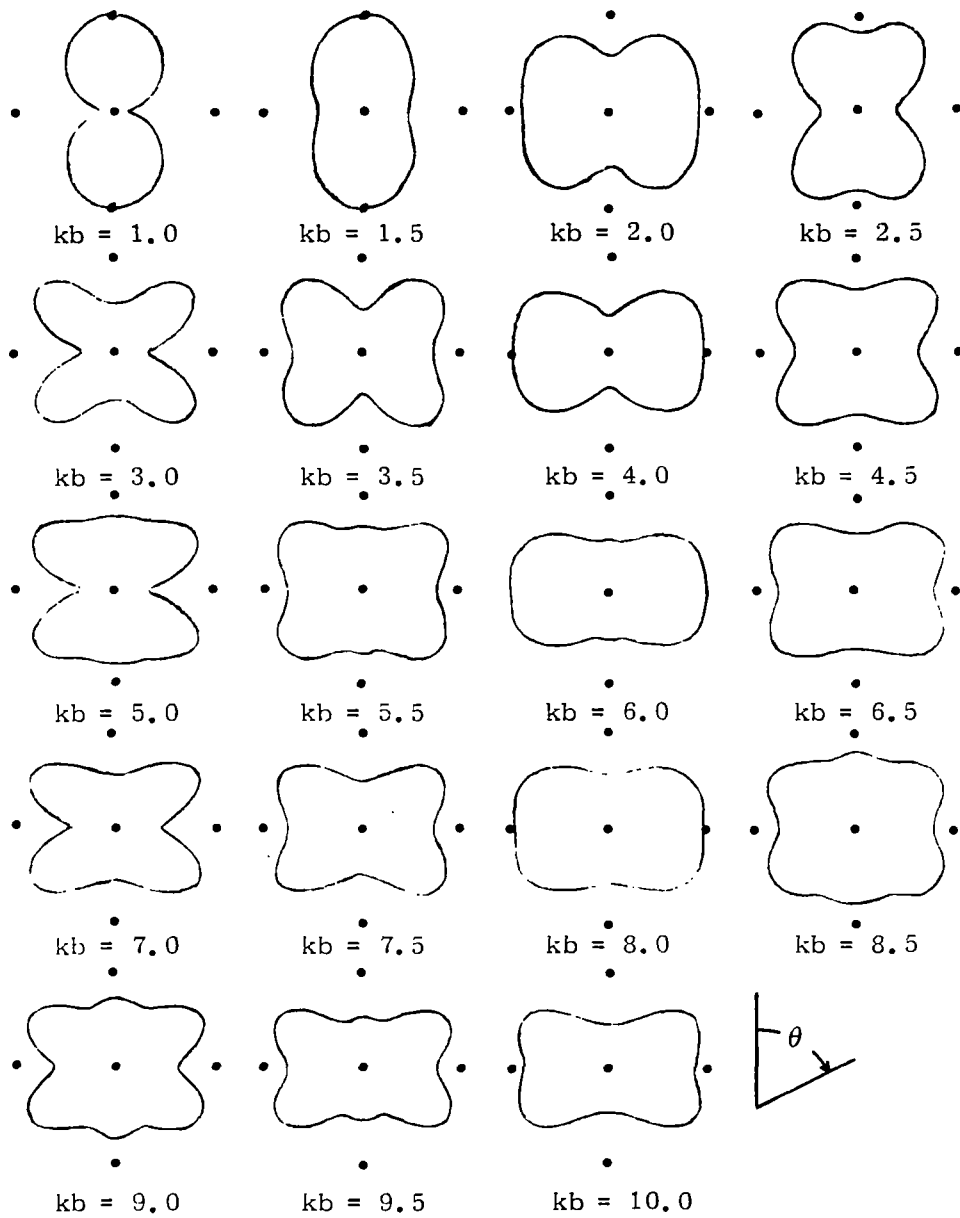 kb = 1.0 kb = 1.5 kb = 2.0 kb = 2.5
kb = 3.0 kb = 3.5 kb = 4.0 kb = 4.5
kb = 5.0 kb = 5.5 kb = 6.0 kb = 6.5
kb = 7.0 kb = 7.5 kb = 8.0 kb = 8.5
θ
kb = 9.0 kb = 9.5 kb = 10.0